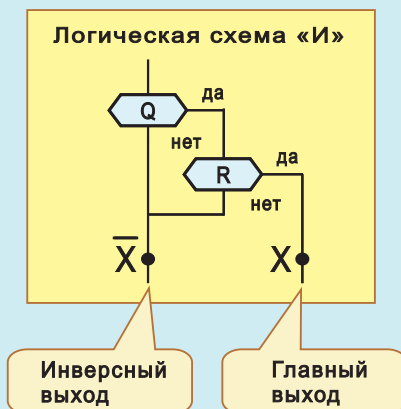 Логическая схема «И»
Q
да
нет
R
да
нет
X̅
X
Инверсный
выход
Главный
выход